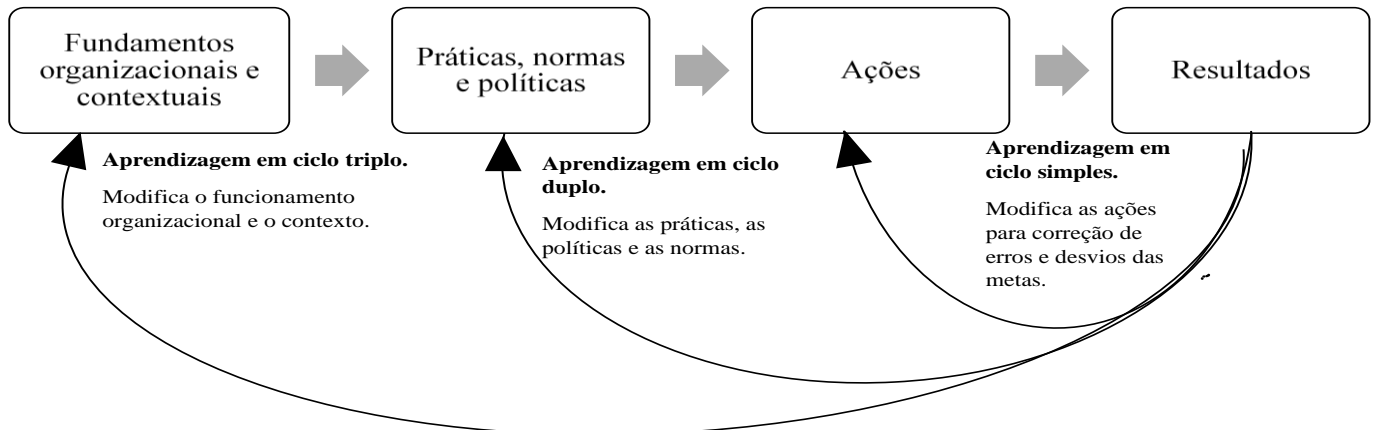 Fundamentos
organizacionais e
contextuais
Práticas, normas
e políticas
Ações
Resultados
Aprendizagem em ciclo triplo.
Modifica o funcionamento
organizacional e o contexto.
Aprendizagem em ciclo
duplo.
Modifica as práticas, as
políticas e as normas.
Aprendizagem em
ciclo simples.
Modifica as ações
para correção de
erros e desvios das
metas.